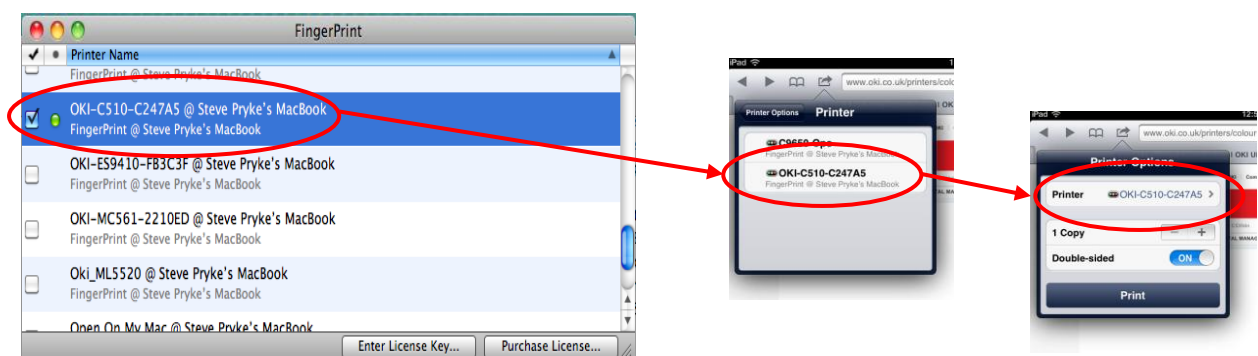 FingerPrint
Printer Name
FingerPrint @ Steve Pryke's MacBook
OKI-C510-C247A5 @ Steve Pryke's MacBook
FingerPrint @ Steve Pryke's MacBook
OKI-ES9410-FB3C3F @ Steve Pryke's MacBook
FingerPrint @ Steve Pryke's MacBook
OKI-MC561-2210ED @ Steve Pryke's MacBook
FingerPrint @ Steve Pryke's MacBook
Oki_ML5520 @ Steve Pryke's MacBook
FingerPrint @ Steve Pryke's MacBook
Open On My Mac @ Steve Pryke's MacBook
Enter License Key... Purchase License...
iPad
www.oki.co.uk/printers/colo
Printer Options Printer
FingerPrint @ Steve Pryke's MacBook
OKI-C510-C247A5
FingerPrint @ Steve Pryke's MacBook
iPad
www.oki.co.uk/printers/colour
Printer Options
Printer OKI-C510-C247A5
1 Copy
Double-sided ON
Print